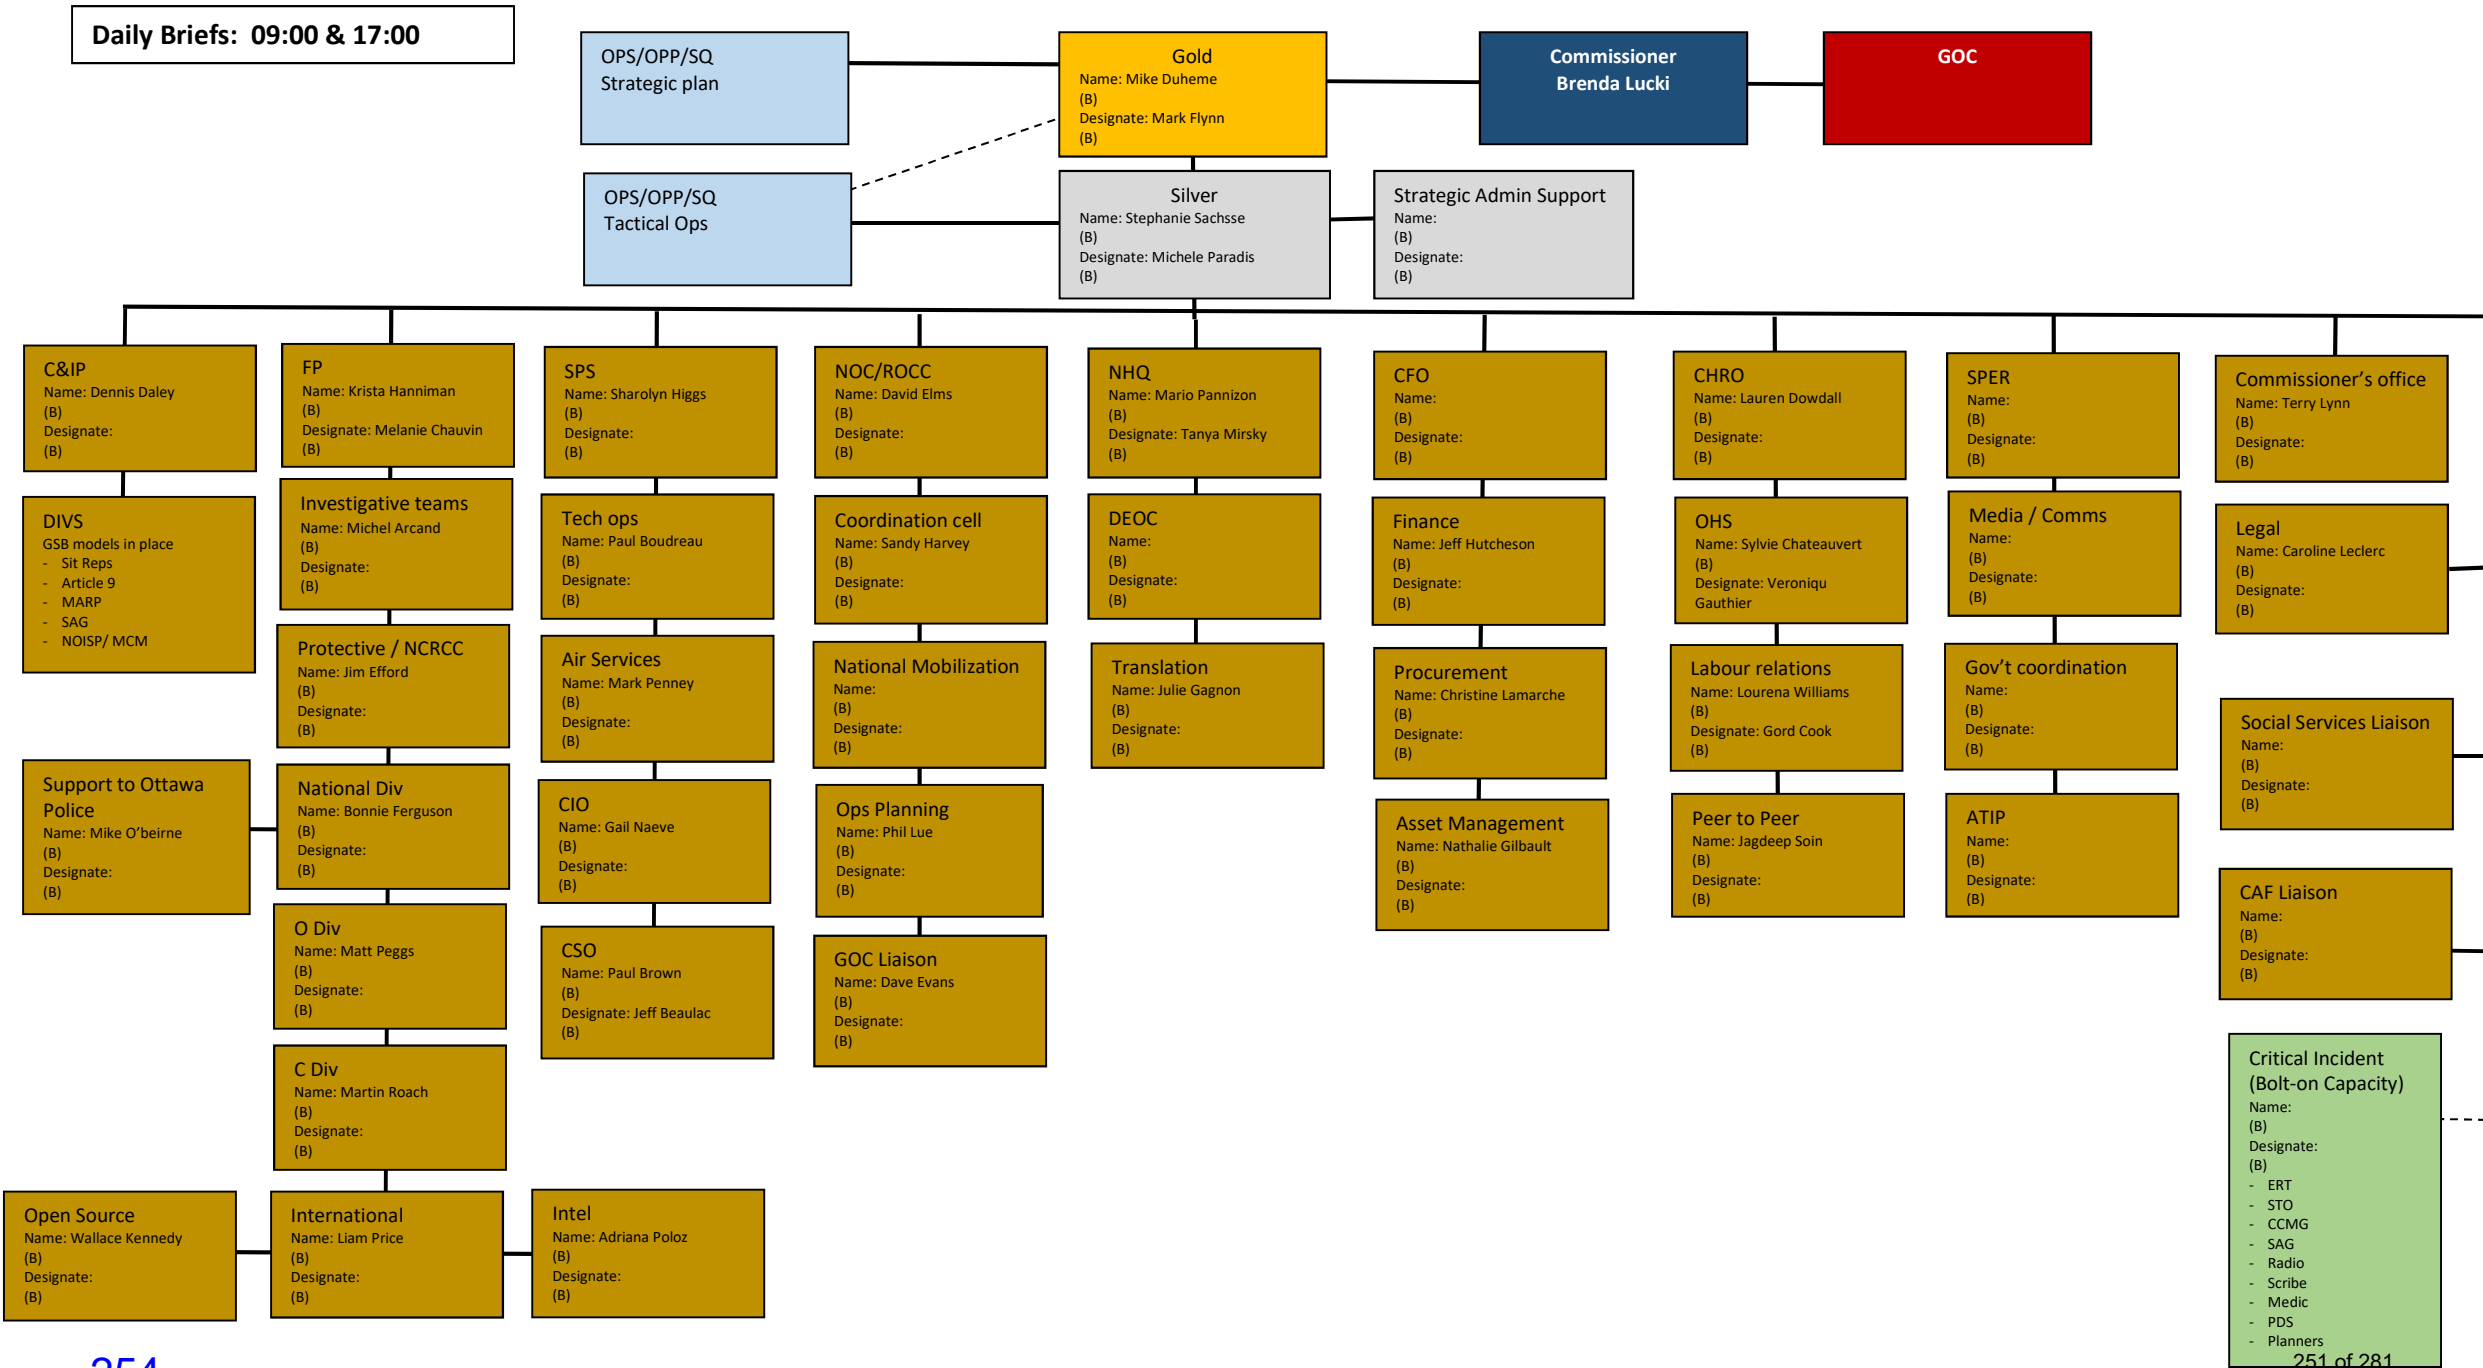 Daily Briefs:  09:00 & 17:00
OPS/OPP/SQ
Strategic plan
Gold
Name: Mike Duheme
(B)
Designate: Mark Flynn
(B)
Commissioner
Brenda Lucki
GOC
OPS/OPP/SQ
Tactical Ops
Silver
Name: Stephanie Sachsse
(B)
Designate: Michele Paradis
(B)
Strategic Admin Support
Name:
(B)
Designate:
(B)
C&IP
Name: Dennis Daley
(B)
Designate:
(B)
DIVS
GSB models in place
- Sit Reps
- Article 9
- MARP
- SAG
- NOISP/ MCM
Support to Ottawa
Police
Name: Mike O'beirne
(B)
Designate:
(B)
FP
Name: Krista Hanniman
(B)
Designate: Melanie Chauvin
(B)
Investigative teams
Name: Michel Arcand
(B)
Designate:
(B)
Protective / NCRCC
Name: Jim Efford
(B)
Designate:
(B)
National Div
Name: Bonnie Ferguson
(B)
Designate:
(B)
O Div
Name: Matt Peggs
(B)
Designate:
(B)
C Div
Name: Martin Roach
(B)
Designate:
(B)
Open Source
Name: Wallace Kennedy
(B)
Designate:
(B)
International
Name: Liam Price
(B)
Designate:
(B)
Intel
Name: Adriana Poloz
(B)
Designate:
(B)
SPS
Name: Sharolyn Higgs
(B)
Designate:
(B)
Tech ops
Name: Paul Boudreau
(B)
Designate:
(B)
Air Services
Name: Mark Penney
(B)
Designate:
(B)
CIO
Name: Gail Naeve
(B)
Designate:
(B)
CSO
Name: Paul Brown
(B)
Designate: Jeff Beaulac
(B)
NOC/ROCC
Name: David Elms
(B)
Designate:
(B)
Coordination cell
Name: Sandy Harvey
(B)
Designate:
(B)
National Mobilization
Name:
(B)
Designate:
(B)
Ops Planning
Name: Phil Lue
(B)
Designate:
(B)
GOC Liaison
Name: Dave Evans
(B)
Designate:
(B)
NHQ
Name: Mario Pannizon
(B)
Designate: Tanya Mirsky
(B)
DEOC
Name:
(B)
Designate:
(B)
Translation
Name: Julie Gagnon
(B)
Designate:
(B)
CFO
Name:
(B)
Designate:
(B)
Finance
Name: Jeff Hutcheson
(B)
Designate:
(B)
Procurement
Name: Christine Lamarche
(B)
Designate:
(B)
Asset Management
Name: Nathalie Gilbault
(B)
Designate:
(B)
CHRO
Name: Lauren Dowdall
(B)
Designate:
(B)
OHS
Name: Sylvie Chateauvert
(B)
Designate: Veroniqu
Gauthier
Labour relations
Name: Lourena Williams
(B)
Designate: Gord Cook
(B)
Peer to Peer
Name: Jagdeep Soin
(B)
Designate:
(B)
SPER
Name:
(B)
Designate:
(B)
Media / Comms
Name:
(B)
Designate:
(B)
Gov't coordination
Name:
(B)
Designate:
(B)
ATIP
Name:
(B)
Designate:
(B)
Commissioner's office
Name: Terry Lynn
(B)
Designate:
(B)
Legal
Name: Caroline Leclerc
(B)
Designate:
(B)
Social Services Liaison
Name:
(B)
Designate:
(B)
CAF Liaison
Name:
(B)
Designate:
(B)
Critical Incident
(Bolt-on Capacity)
Name:
(B)
Designate:
(B)
- ERT
- STO
- CCMG
- SAG
- Radio
- Scribe
- Medic
- PDS
- Planners
254
251 of 281